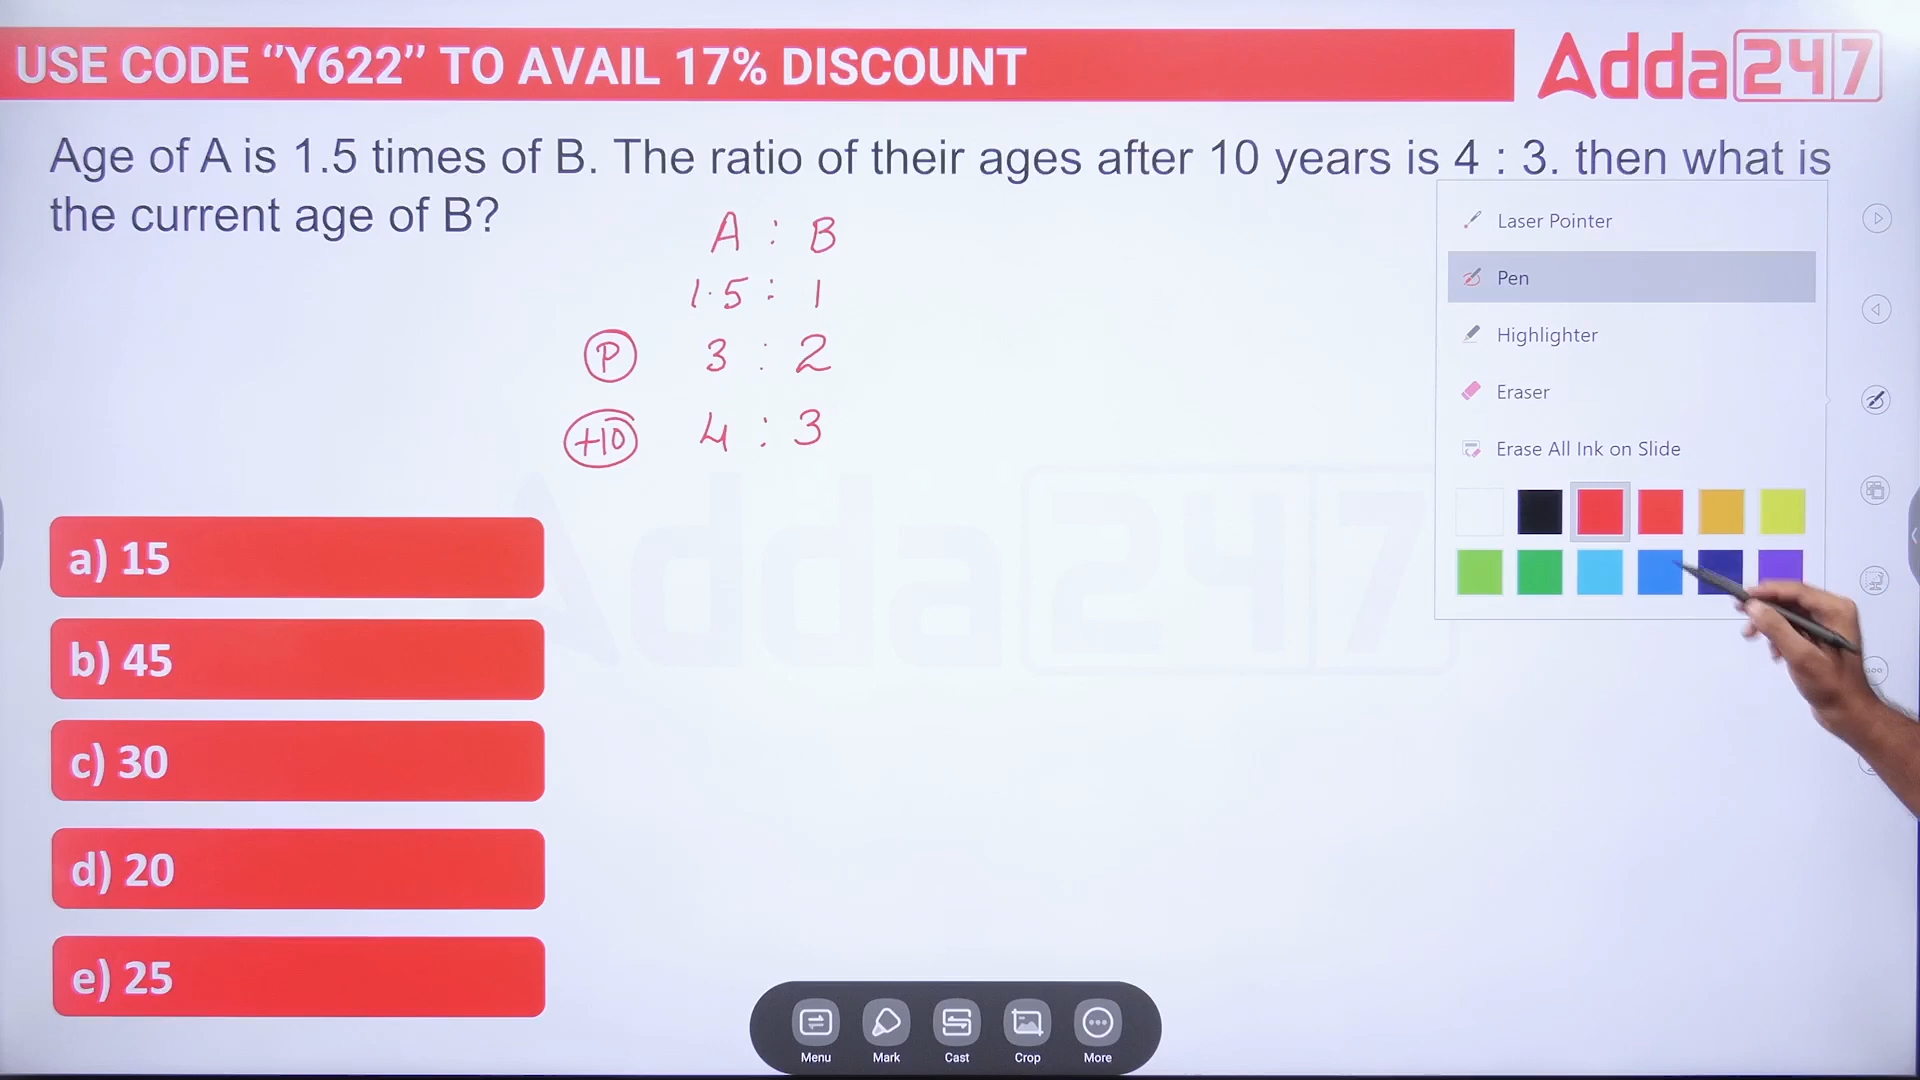 USE CODE “Y622” TO AVAIL 17% DISCOUNT
Adda247
Age of A is 1.5 times of B. The ratio of their ages after 10 years is 4 : 3. then what is
the current age of B?
A : B
1.5 : 1
P 3 : 2
+10 4 : 3
Laser Pointer
Pen
Highlighter
Eraser
Erase All Ink on Slide
Adda247
a) 15
b) 45
c) 30
d) 20
e) 25
Menu Mark Cast Crop More